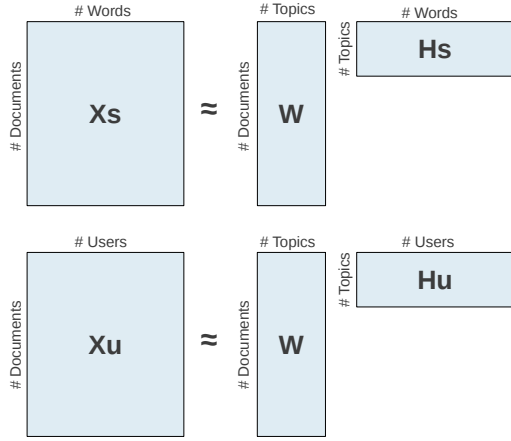 # Words
# Topics
# Words
# Documents
Xs
≈
# Documents
W
# Topics
Hs
# Users
# Topics
# Users
# Documents
Xu
≈
# Documents
W
# Topics
Hu